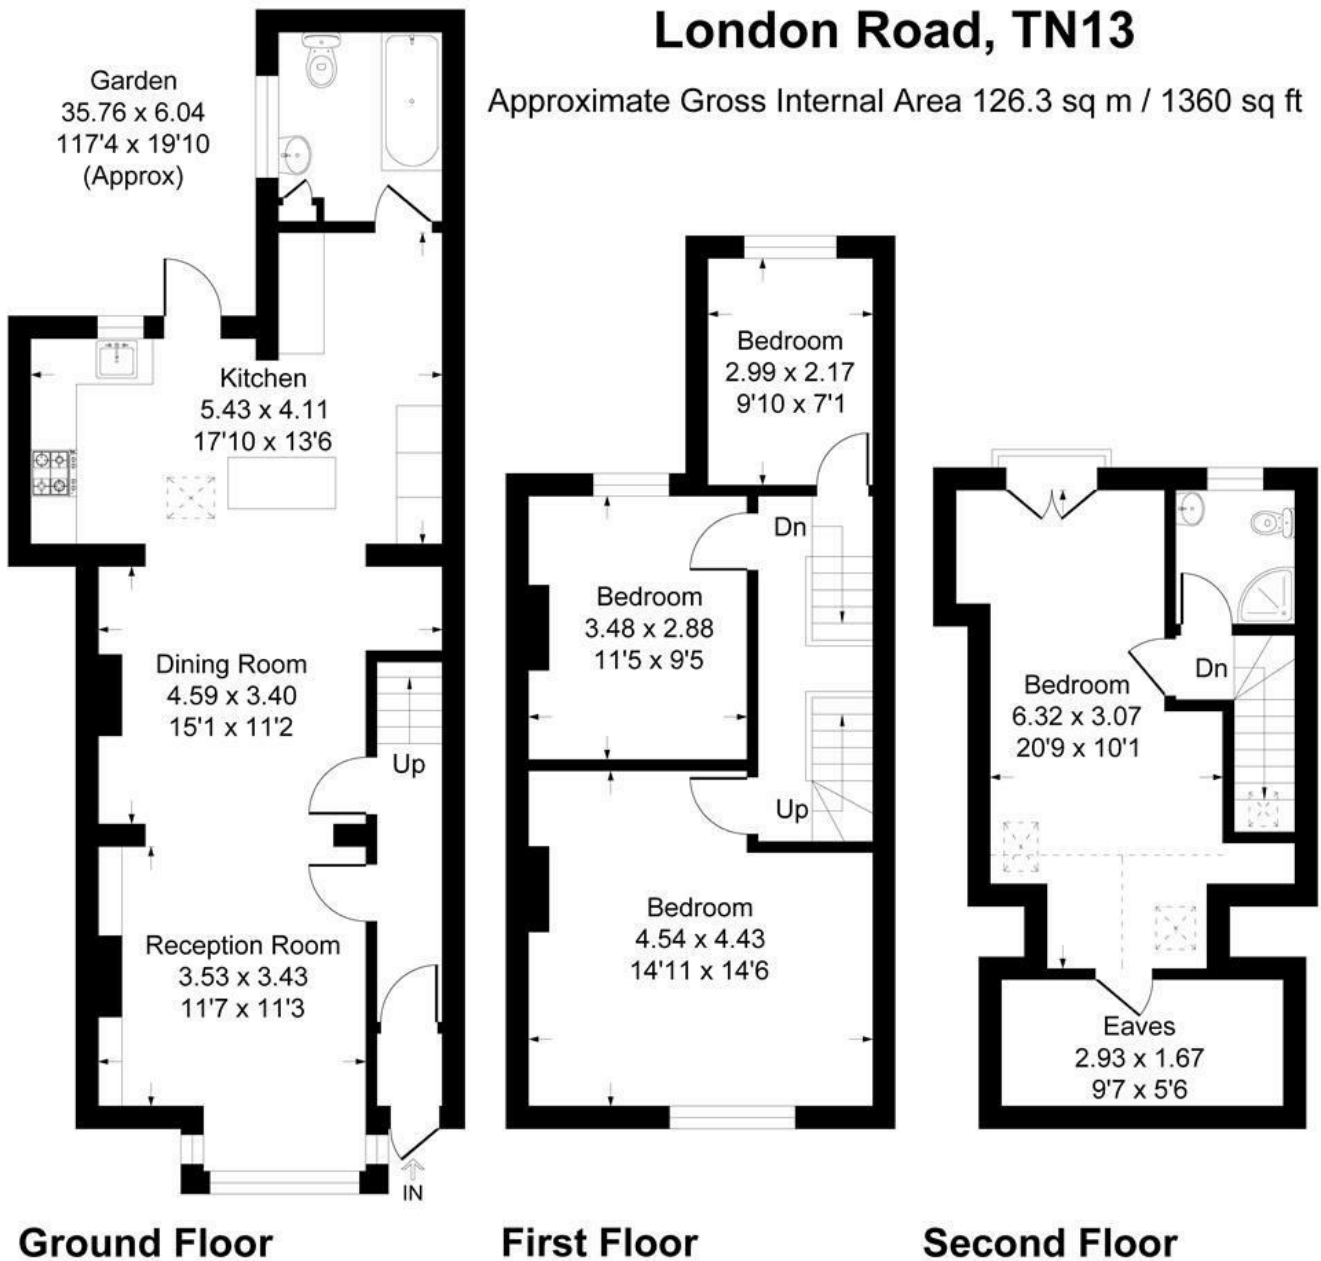 London Road, TN13
Approximate Gross Internal Area 126.3 sq m / 1360 sq ft
Garden
35.76 x 6.04
117'4 x 19'10
(Approx)
Kitchen
5.43 x 4.11
17'10 x 13'6
Dining Room
4.59 x 3.40
15'1 x 11'2
Up
Reception Room
3.53 x 3.43
11'7 x 11'3
IN
Ground Floor
Bedroom
2.99 x 2.17
9'10 x 7'1
Dn
Bedroom
3.48 x 2.88
11'5 x 9'5
Up
Bedroom
4.54 x 4.43
14'11 x 14'6
First Floor
Dn
Bedroom
6.32 x 3.07
20'9 x 10'1
Eaves
2.93 x 1.67
9'7 x 5'6
Second Floor